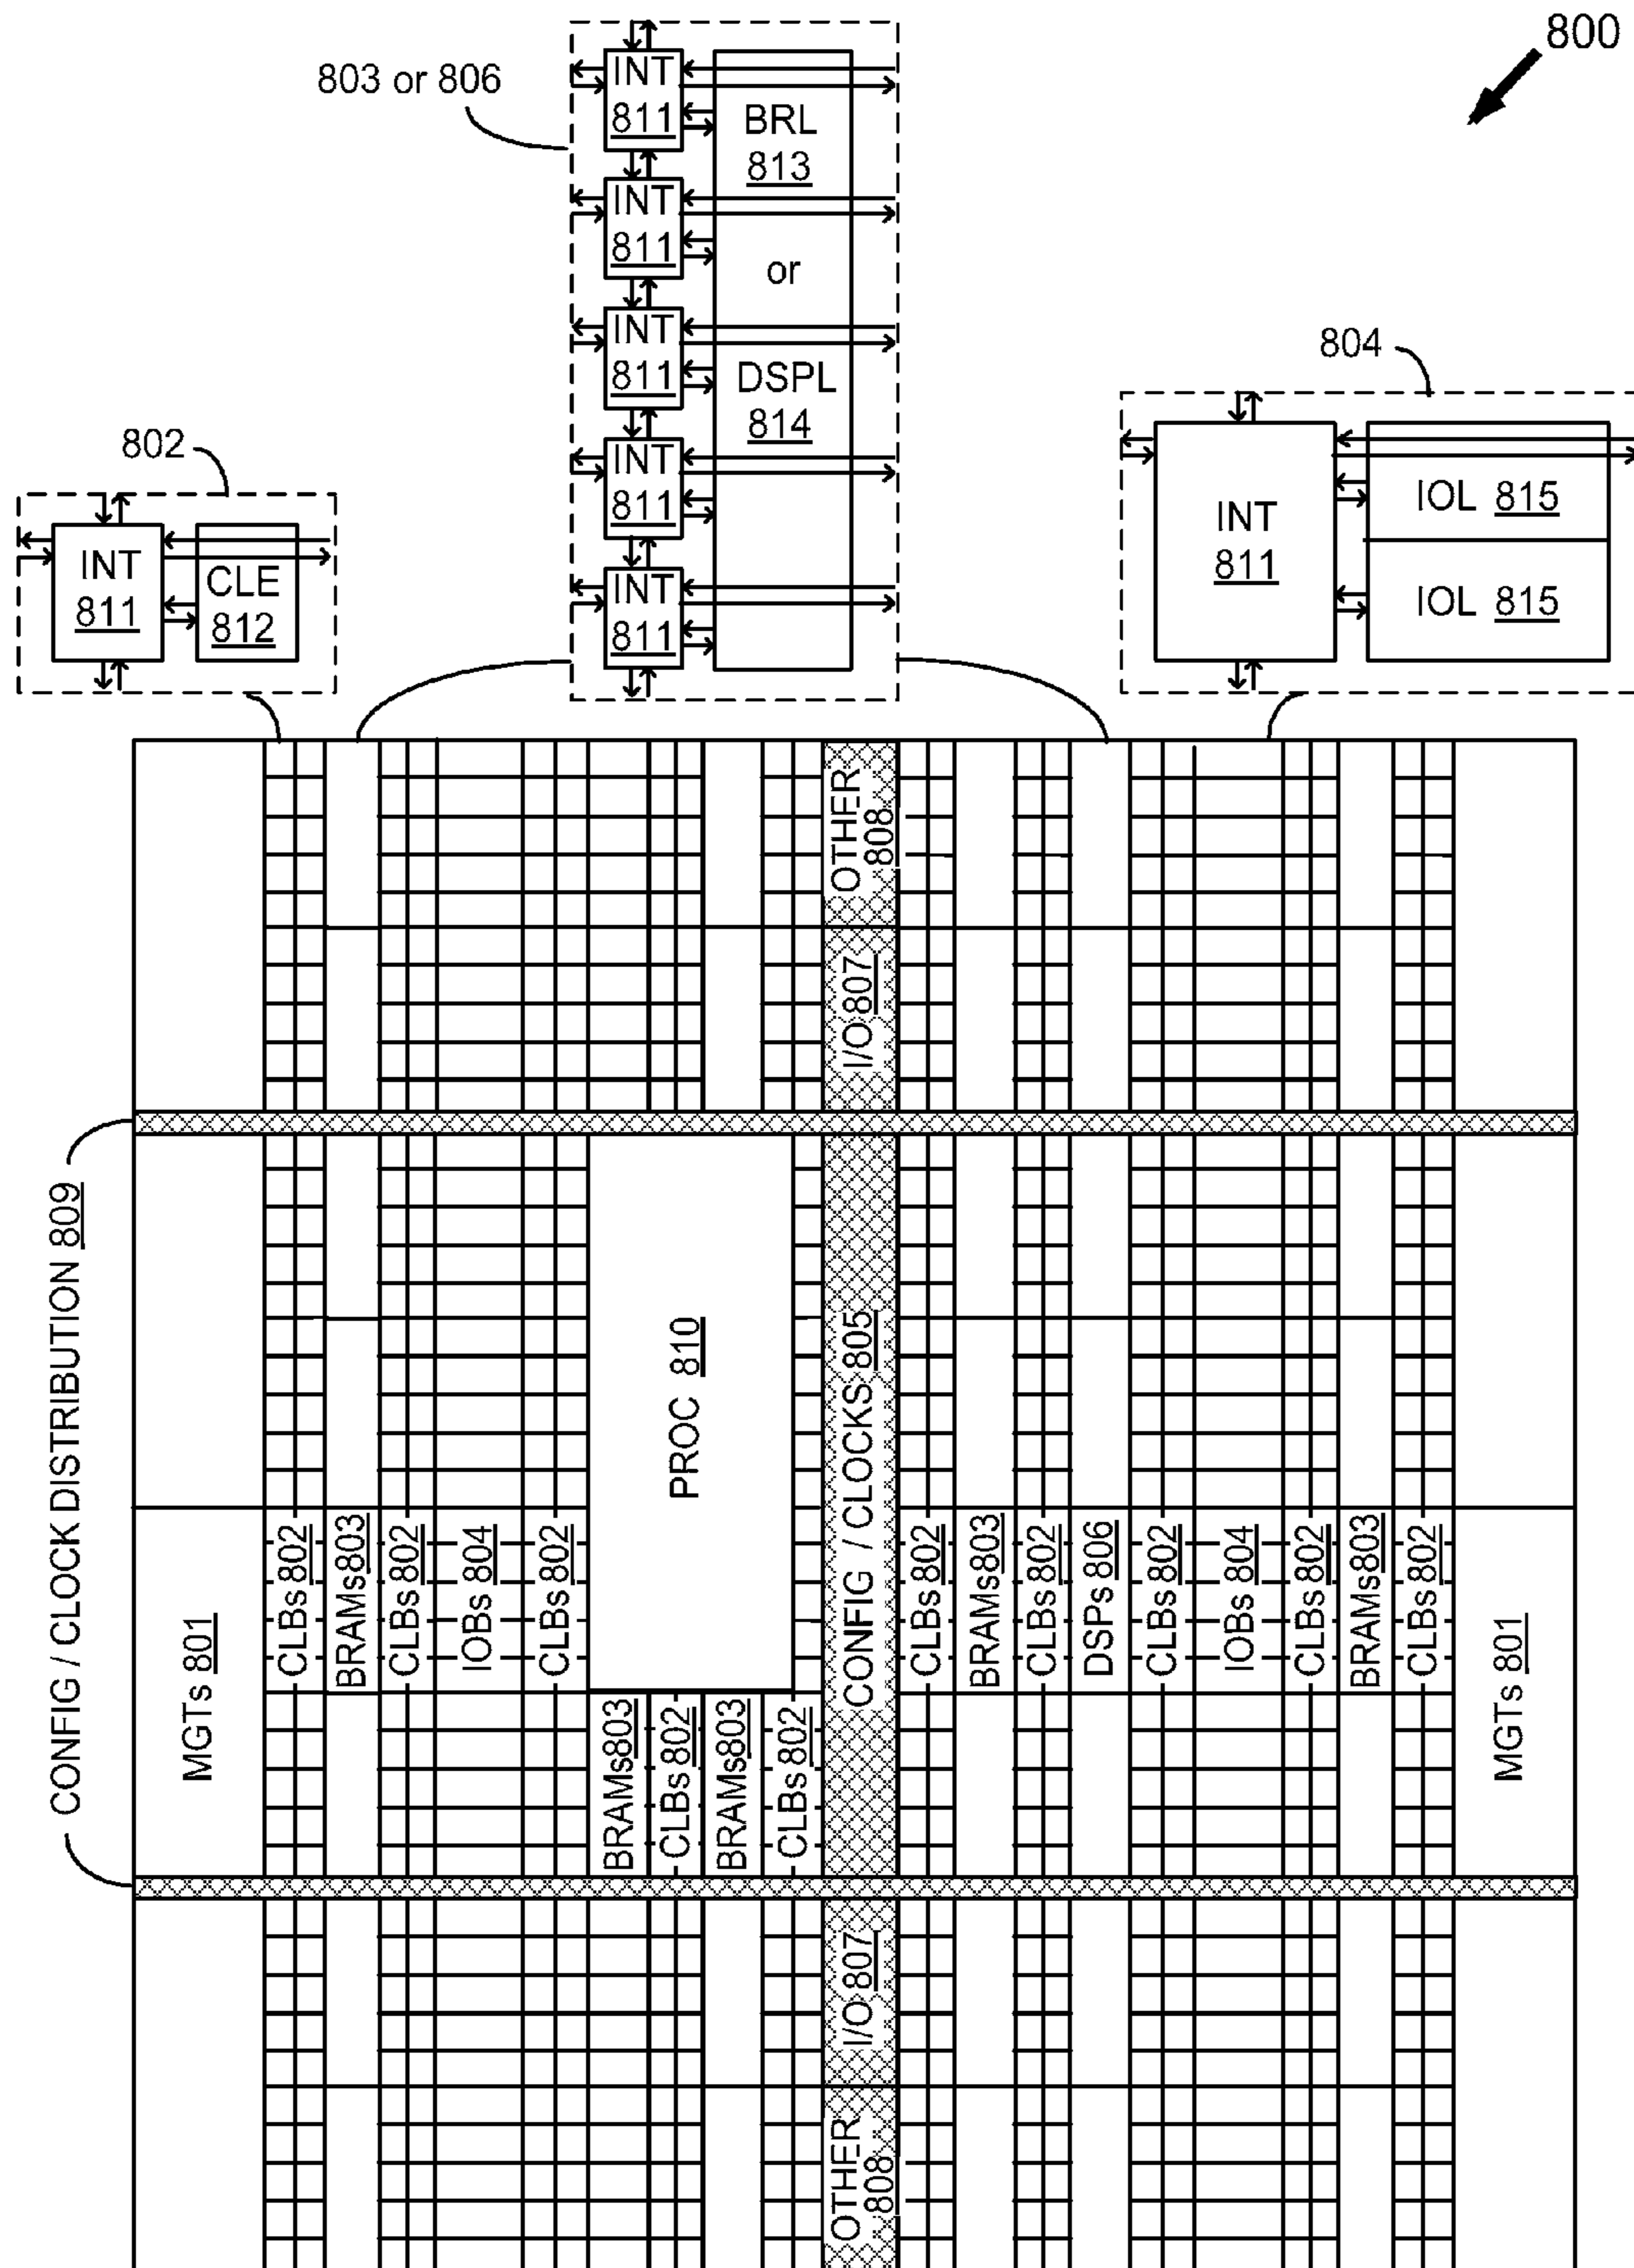 800
803 or 806
INT
811
INT
811
INT
811
INT
811
INT
811
BRL
813
or
DSPL
814
804
INT
811
IOL 815
IOL 815
802
INT
811
CLE
812
OTHER
808
I/O 807
CONFIG / CLOCK DISTRIBUTION 809
PROC 810
CONFIG / CLOCKS 805
MGTs 801
CLBs 802
BRAMs 803
CLBs 802
IOBs 804
CLBs 802
BRAMs 803
CLBs 802
BRAMs 803
CLBs 802
CLBs 802
BRAMs 803
CLBs 802
DSPs 806
CLBs 802
IOBs 804
CLBs 802
BRAMs 803
CLBs 802
MGTs 801
I/O 807
OTHER
808